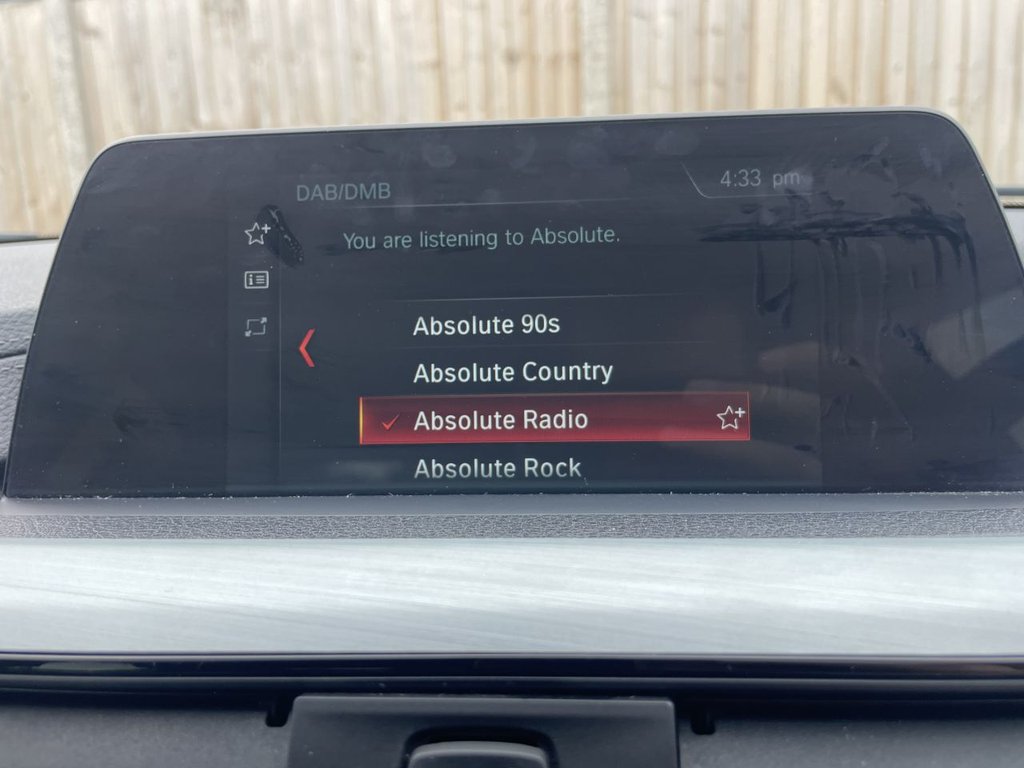 DAB/DMB
4:33 pm
You are listening to Absolute.
Absolute 90s
Absolute Country
Absolute Radio
Absolute Rock